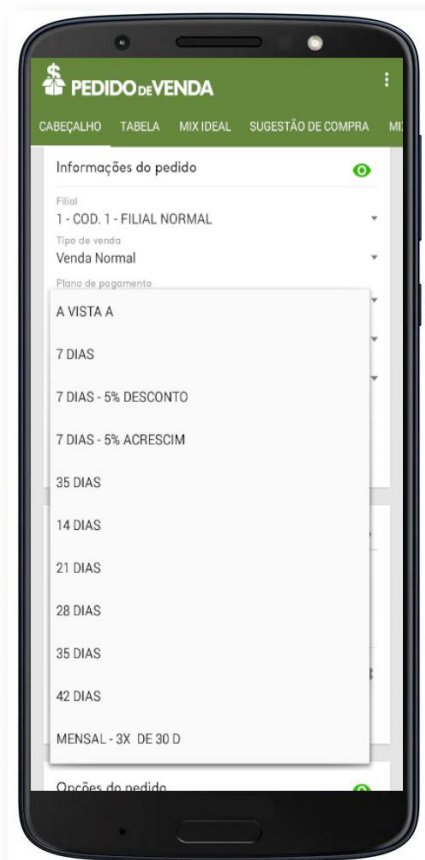 PEDIDO DE VENDA
CABEÇALHO TABELA MIX IDEAL SUGESTÃO DE COMPRA
Informações do pedido
Filial
1 - COD. 1 - FILIAL NORMAL
Tipo de venda
Venda Normal
Plano de pagamento
A VISTA A
7 DIAS
7 DIAS - 5% DESCONTO
7 DIAS - 5% ACRESCIM
35 DIAS
14 DIAS
21 DIAS
28 DIAS
35 DIAS
42 DIAS
MENSAL - 3X DE 30 D
Opções do pedido